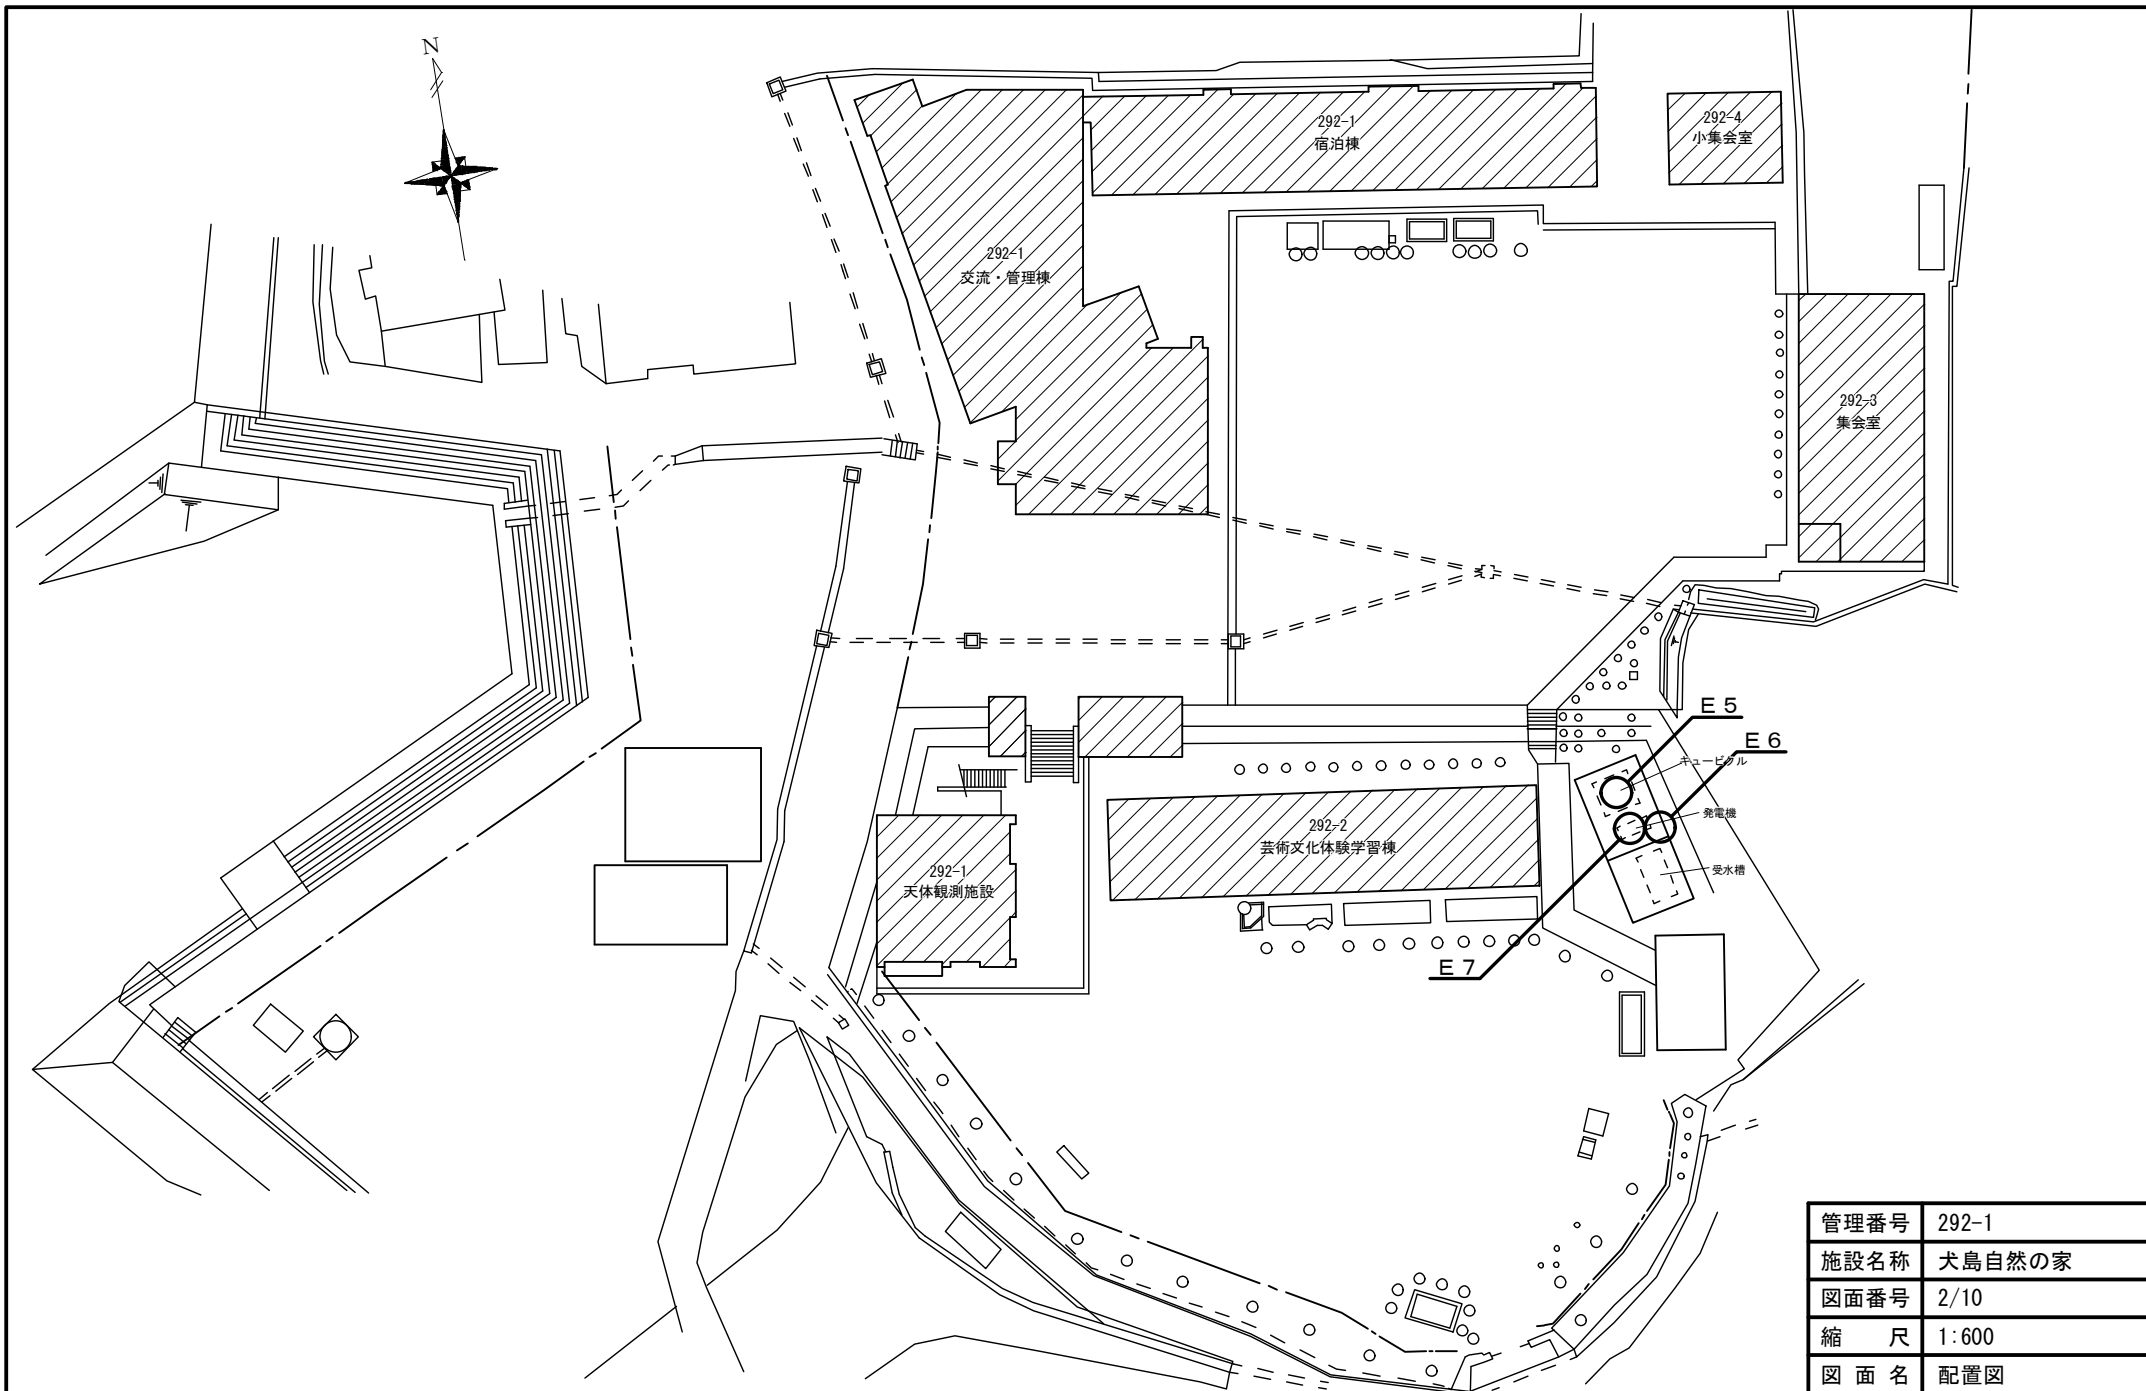 N
292-1
宿泊棟
292-4
小集会室
292-1
交流・管理棟
292-3
集会室
E5
E6
キュービクル
発電機
292-2
芸術文化体験学習棟
受水槽
292-1
天体観測施設
E7
管理番号 292-1
施設名称 犬島自然の家
図面番号 2/10
縮 尺 1:600
図 面 名 配置図